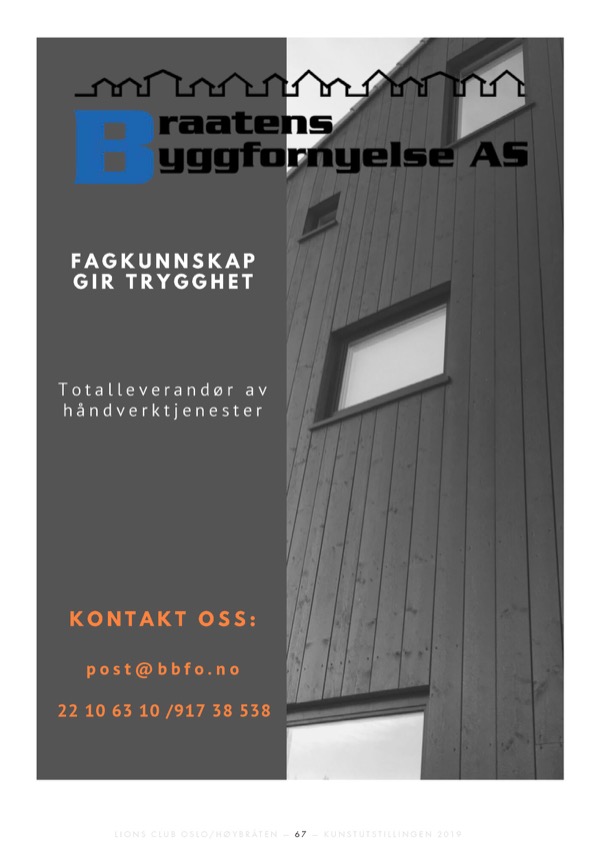 Braatens
Byggfornyelse AS
FAGKUNNSKAP
GIR TRYGGHET
Totalleverandør av
håndverktjenester
KONTAKT OSS:
post@bbfo.no
22 10 63 10 /917 38 538
LIONS CLUB OSLO/HØYBRÅTEN – 67 – KUNSTUTSTILLINGEN 2019